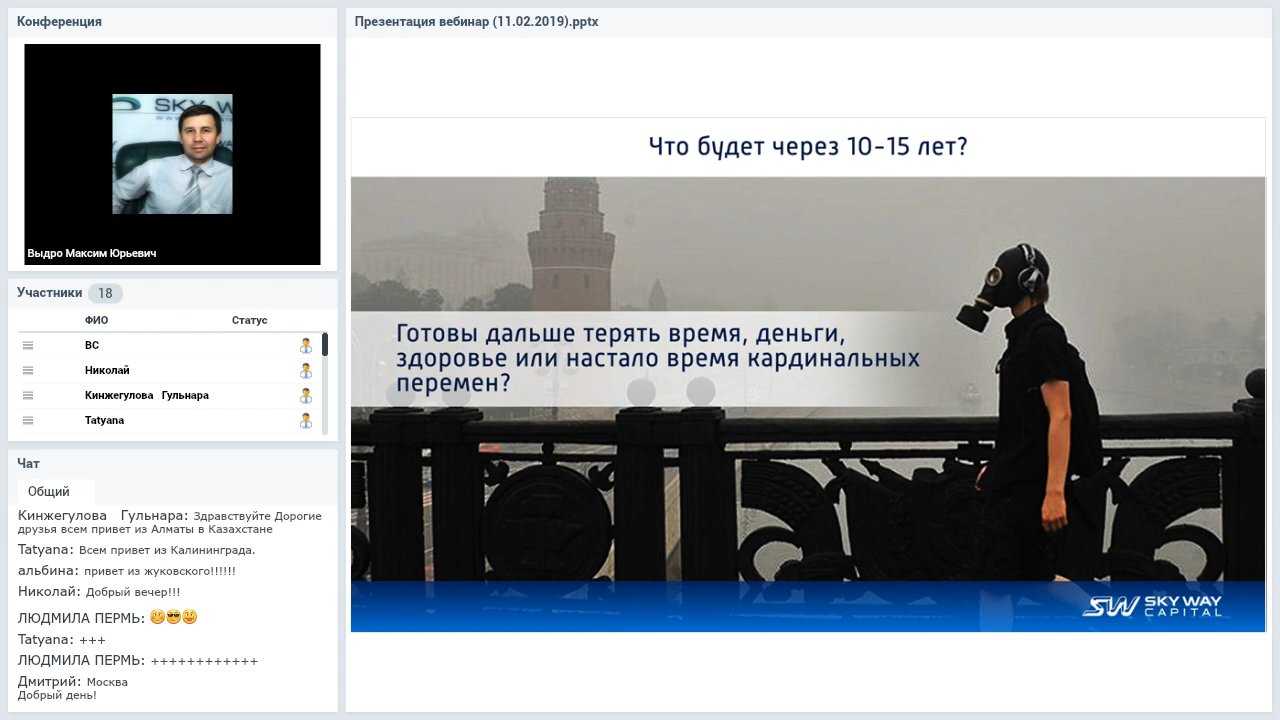 Конференция
SKY W
Выдро Максим Юрьевич
Участники 18
ФИО Статус
ВС
Николай
Кинжегулова Гульнара
Tatyana
Чат
Общий
Кинжегулова Гульнара: Здравствуйте Дорогие
друзья всем привет из Алматы в Казахстане
Tatyana: Всем привет из Калининграда.
альбина: привет из жуковского!!!!!!
Николай: Добрый вечер!!!
ЛЮДМИЛА ПЕРМЬ:
Tatyana: +++
ЛЮДМИЛА ПЕРМЬ: ++++++++++++
Дмитрий: Москва
Добрый день!
Презентация вебинар (11.02.2019).pptx
Что будет через 10-15 лет?
Готовы дальше терять время, деньги,
здоровье или настало время кардинальных
перемен?
SW SKY WAY
CAPITAL